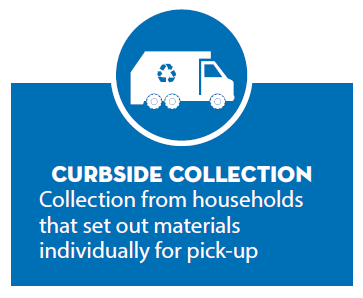 CURBSIDE COLLECTION
Collection from households
that set out materials
individually for pick-up